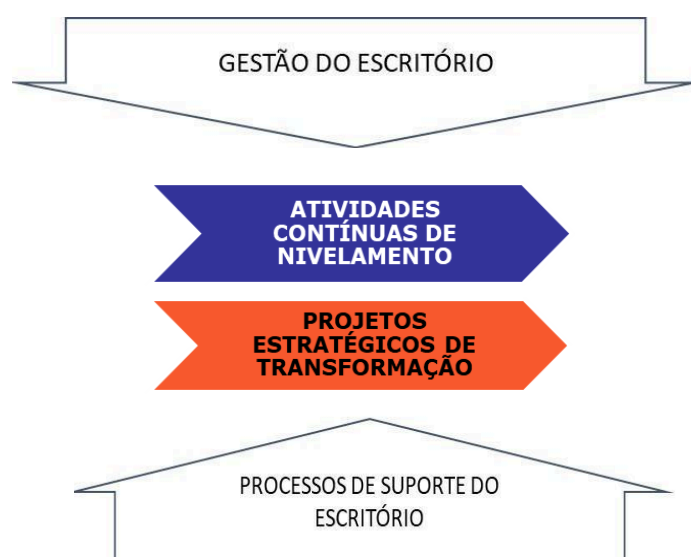 GESTÃO DO ESCRITÓRIO
ATIVIDADES
CONTÍNUAS DE
NIVELAMENTO
PROJETOS
ESTRATÉGICOS DE
TRANSFORMAÇÃO
PROCESSOS DE SUPORTE DO
ESCRITÓRIO